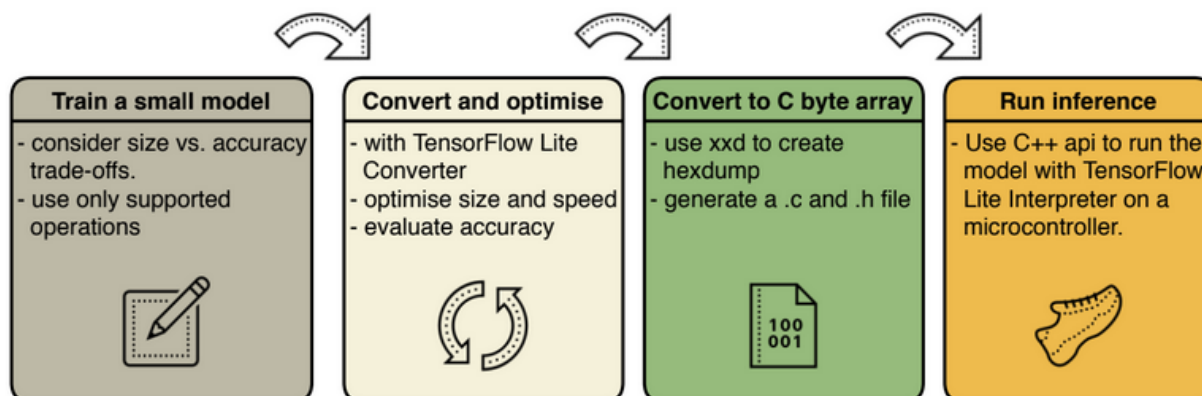 Train a small model
- consider size vs. accuracy
trade-offs.
- use only supported
operations
Convert and optimise
- with TensorFlow Lite
Converter
- optimise size and speed
- evaluate accuracy
Convert to C byte array
- use xxd to create
hexdump
- generate a .c and .h file
100
001
Run inference
- Use C++ api to run the
model with TensorFlow
Lite Interpreter on a
microcontroller.